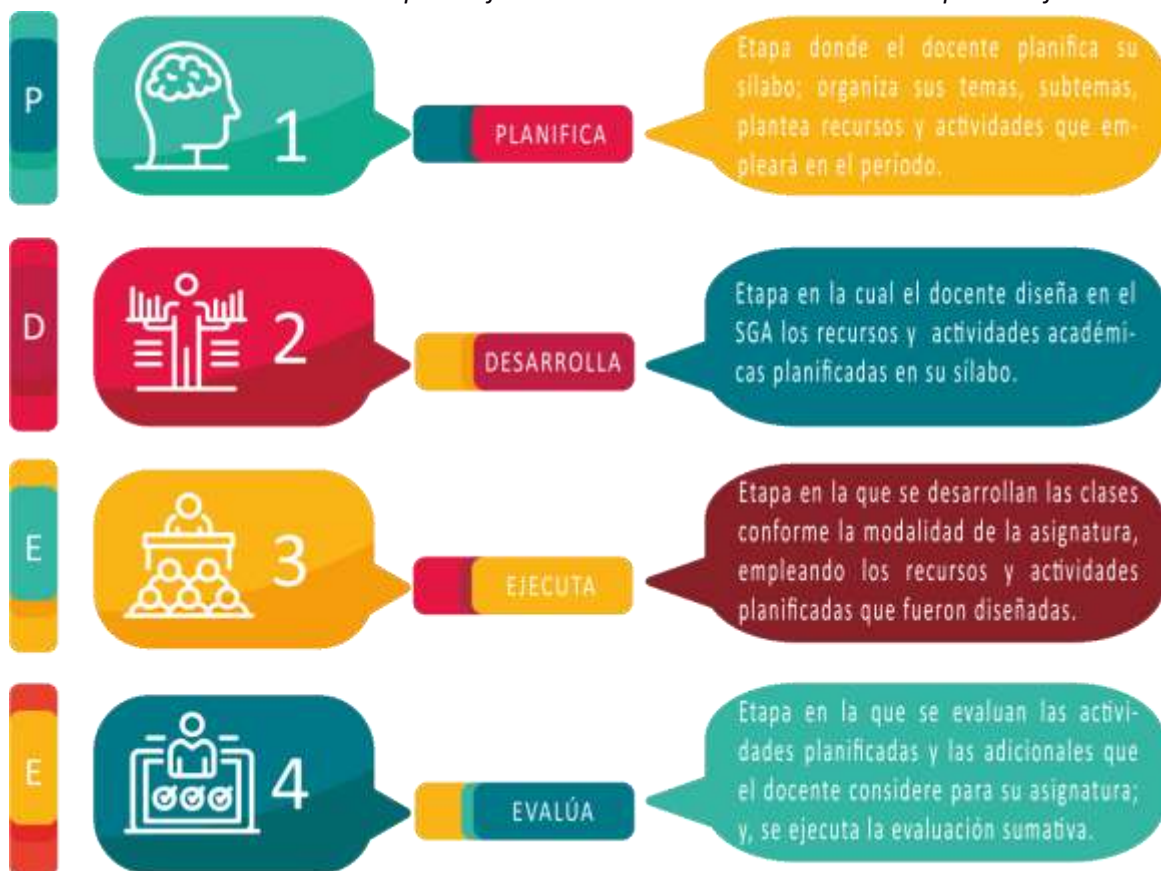 P
1
PLANIFICA
Etapa donde el docente planifica su
sílabo; organiza sus temas, subtemas,
plantea recursos y actividades que em-
pleará en el período.
D
2
DESARROLLA
Etapa en la cual el docente diseña en el
SGA los recursos y actividades académi-
cas planificadas en su sílabo.
E
3
EJECUTA
Etapa en la que se desarrollan las clases
conforme la modalidad de la asignatura,
empleando los recursos y actividades
planificadas que fueron diseñadas.
E
4
EVALÚA
Etapa en la que se evaluan las activi-
dades planificadas y las adicionales que
el docente considere para su asignatura;
y, se ejecuta la evaluación sumativa.